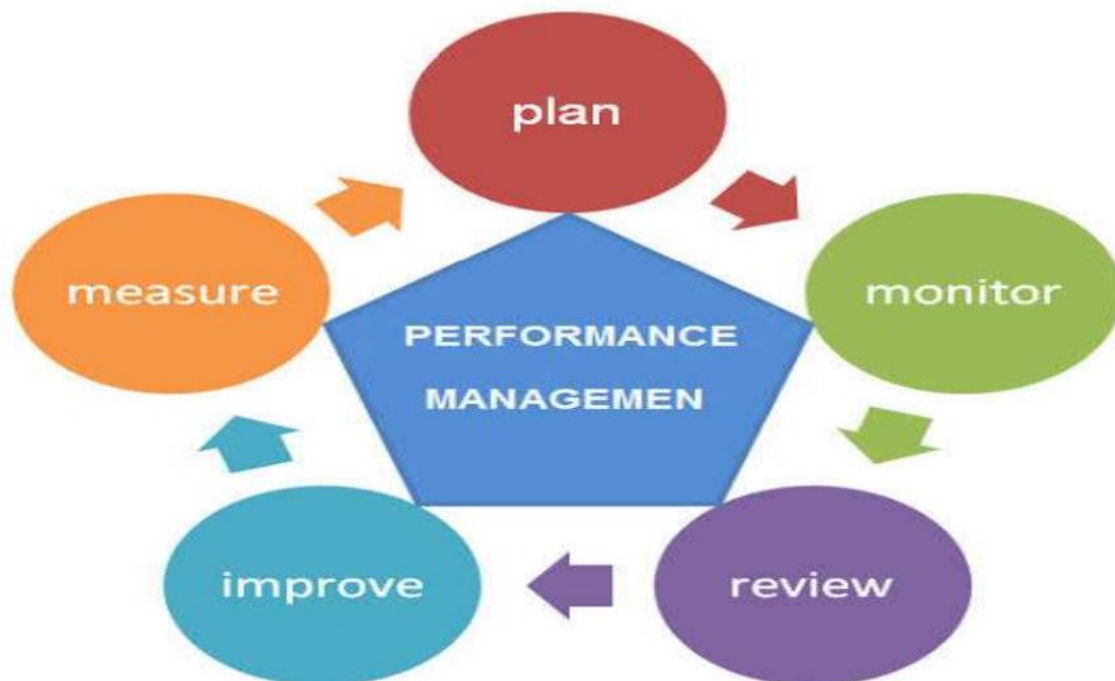 plan
measure
monitor
PERFORMANCE
MANAGEMEN
improve
review